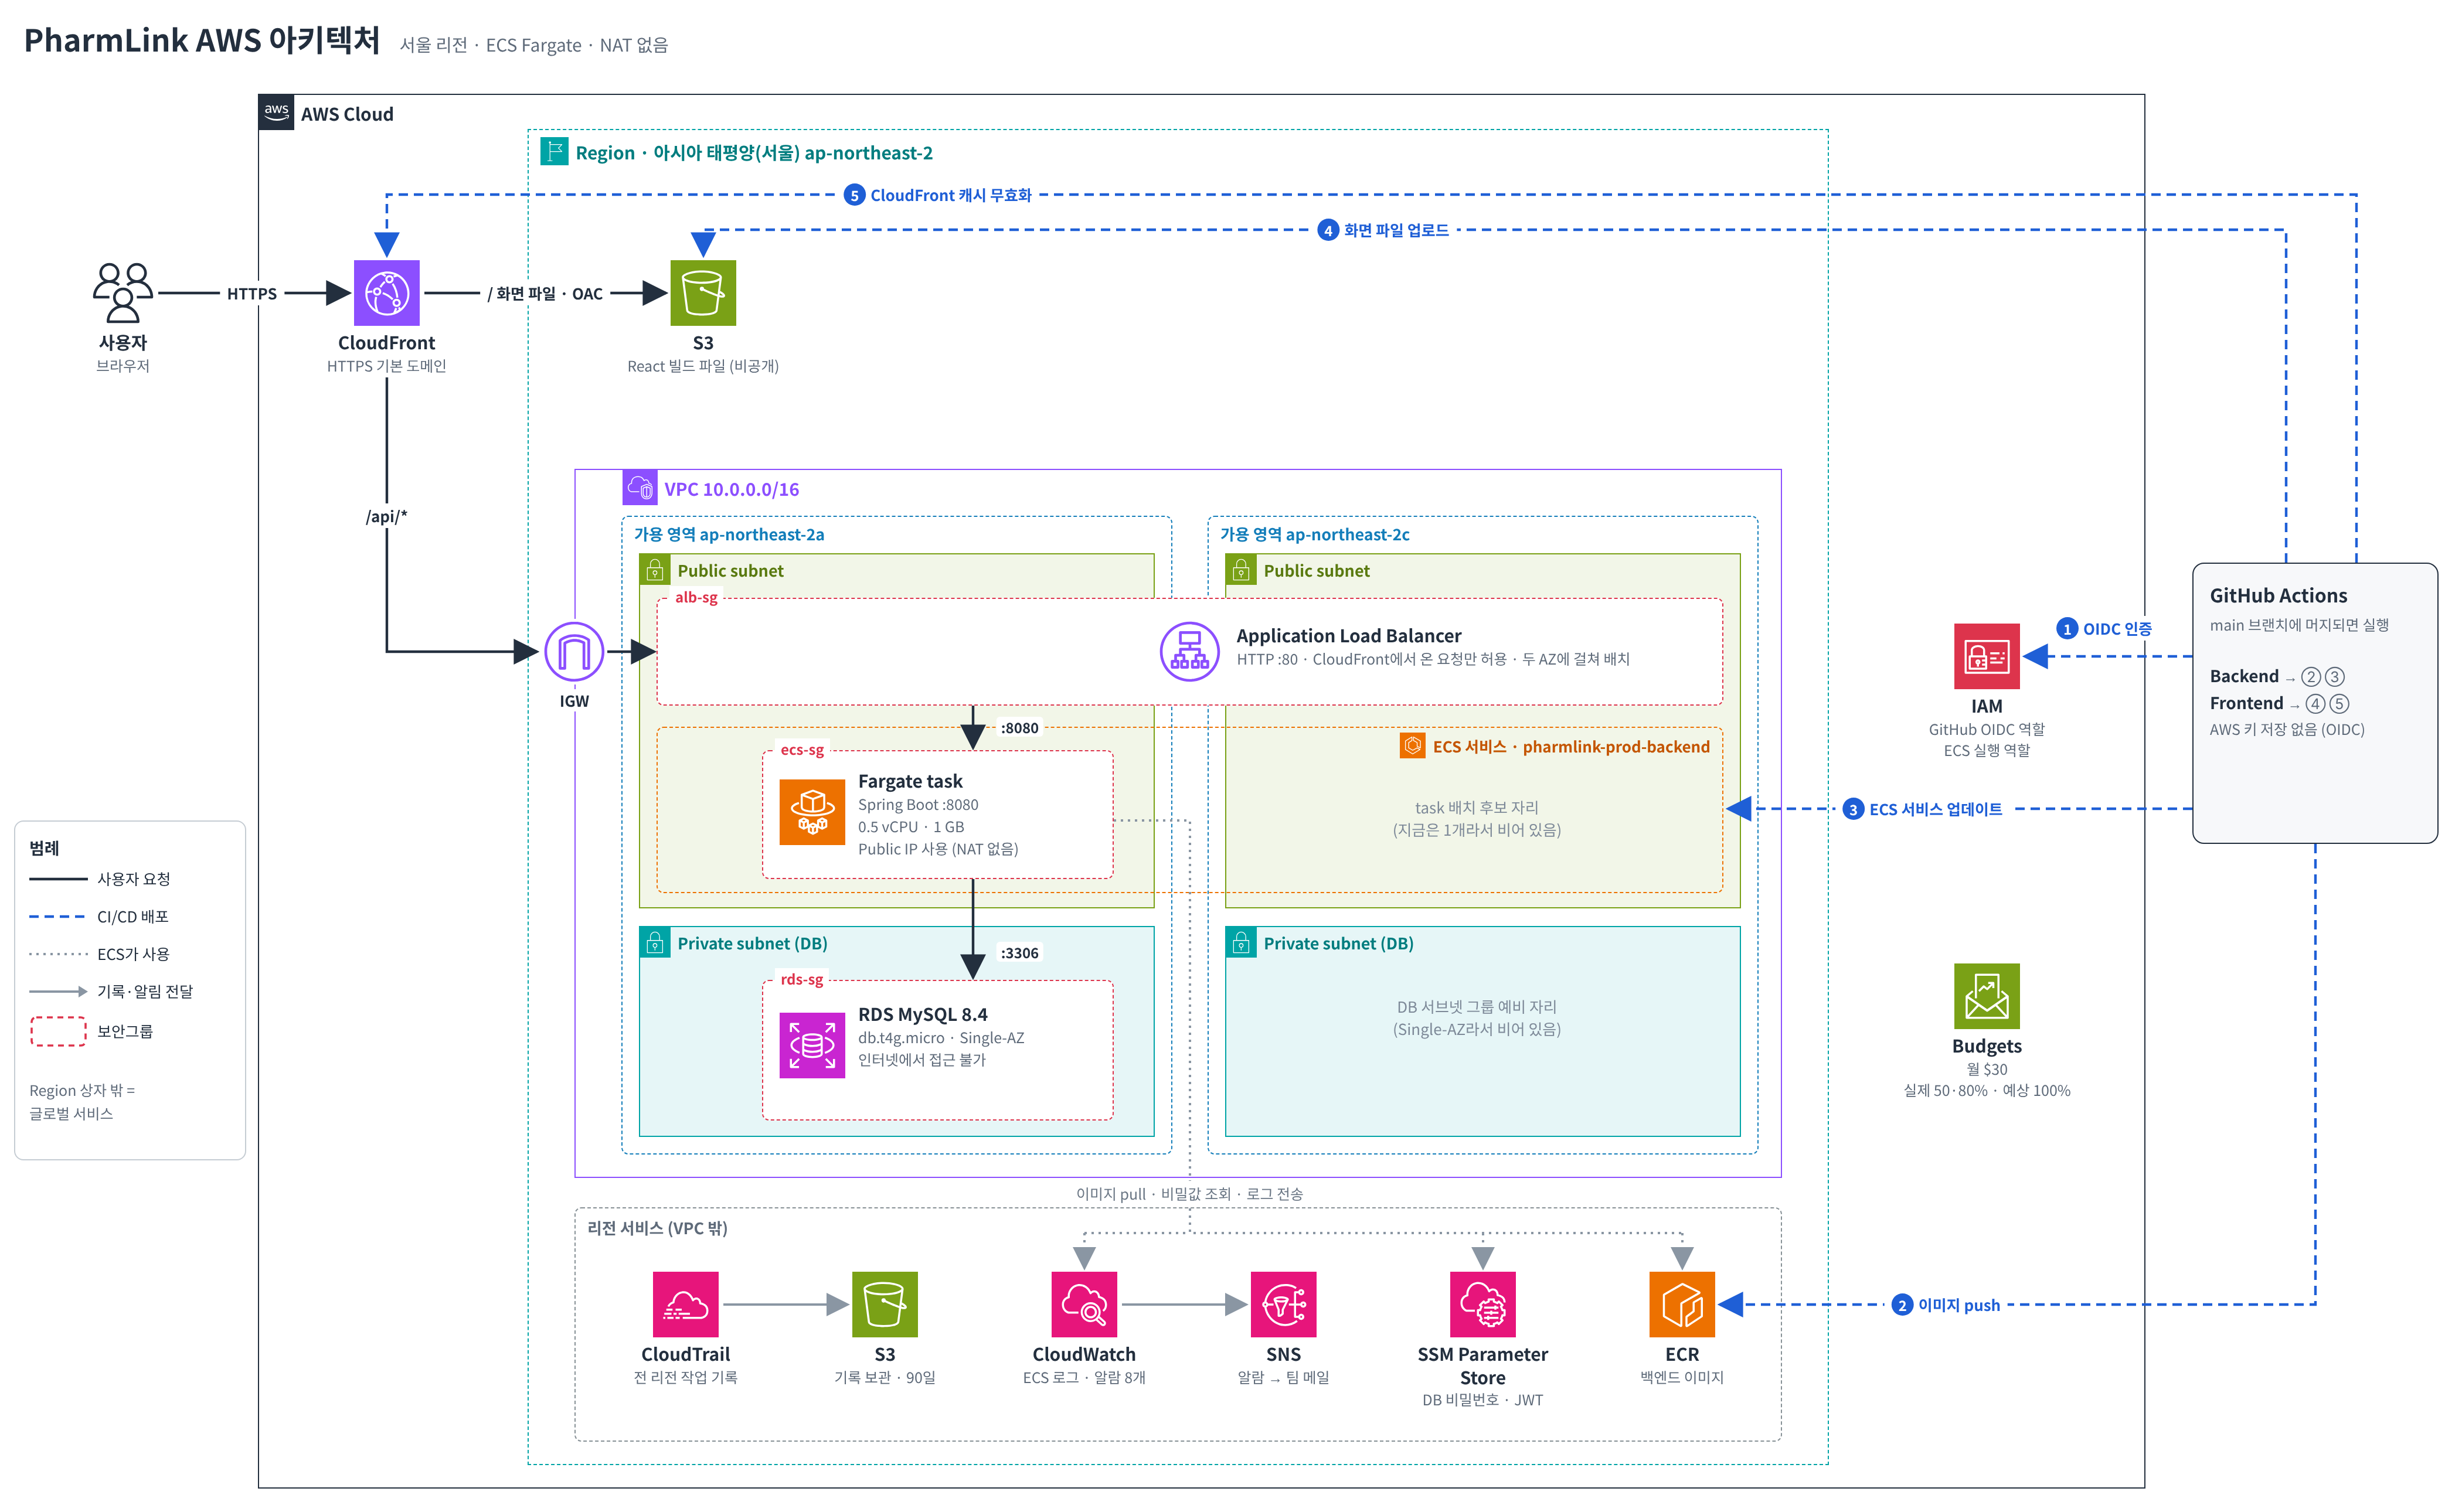 PharmLink AWS 아키텍처
서울 리전 · ECS Fargate · NAT 없음
aws
AWS Cloud
Region · 아시아 태평양(서울) ap-northeast-2
5 CloudFront 캐시 무효화
4 화면 파일 업로드
HTTPS
/ 화면 파일 · OAC
사용자
브라우저
CloudFront
HTTPS 기본 도메인
S3
React 빌드 파일 (비공개)
/api/*
VPC 10.0.0.0/16
가용 영역 ap-northeast-2a
가용 영역 ap-northeast-2c
Public subnet
Public subnet
alb-sg
Application Load Balancer
HTTP :80 · CloudFront에서 온 요청만 허용 · 두 AZ에 걸쳐 배치
IGW
:8080
ecs-sg
ECS 서비스 · pharmlink-prod-backend
Fargate task
Spring Boot :8080
0.5 vCPU · 1 GB
Public IP 사용 (NAT 없음)
task 배치 후보 자리
(지금은 1개라서 비어 있음)
Private subnet (DB)
Private subnet (DB)
:3306
rds-sg
RDS MySQL 8.4
db.t4g.micro · Single-AZ
인터넷에서 접근 불가
DB 서브넷 그룹 예비 자리
(Single-AZ라서 비어 있음)
1 OIDC 인증
IAM
GitHub OIDC 역할
ECS 실행 역할
GitHub Actions
main 브랜치에 머지되면 실행
Backend → ② ③
Frontend → ④ ⑤
AWS 키 저장 없음 (OIDC)
3 ECS 서비스 업데이트
Budgets
월 $30
실제 50·80% · 예상 100%
범례
사용자 요청
CI/CD 배포
ECS가 사용
기록·알림 전달
보안그룹
Region 상자 밖 =
글로벌 서비스
이미지 pull · 비밀값 조회 · 로그 전송
리전 서비스 (VPC 밖)
CloudTrail
전 리전 작업 기록
S3
기록 보관 · 90일
CloudWatch
ECS 로그 · 알람 8개
SNS
알람 → 팀 메일
SSM Parameter
Store
DB 비밀번호 · JWT
ECR
백엔드 이미지
2 이미지 push